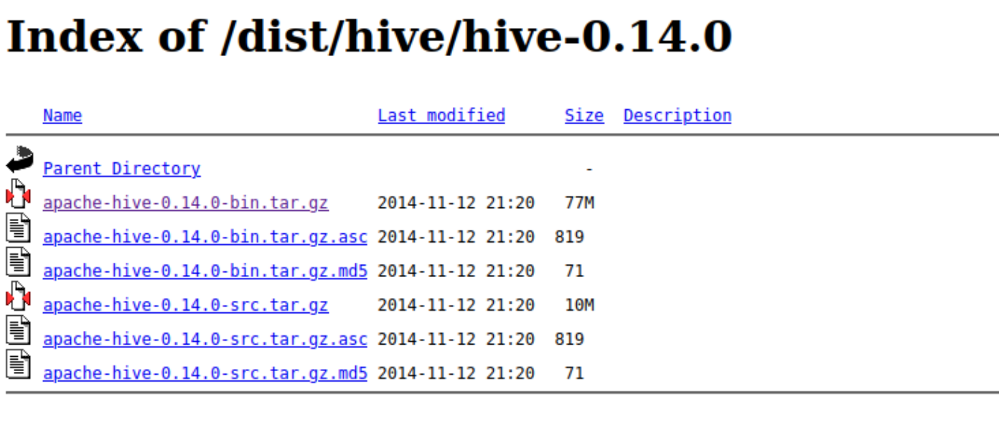 Index of /dist/hive/hive-0.14.0
Name Last modified Size Description
Parent Directory -
apache-hive-0.14.0-bin.tar.gz 2014-11-12 21:20 77M
apache-hive-0.14.0-bin.tar.gz.asc 2014-11-12 21:20 819
apache-hive-0.14.0-bin.tar.gz.md5 2014-11-12 21:20 71
apache-hive-0.14.0-src.tar.gz 2014-11-12 21:20 10M
apache-hive-0.14.0-src.tar.gz.asc 2014-11-12 21:20 819
apache-hive-0.14.0-src.tar.gz.md5 2014-11-12 21:20 71